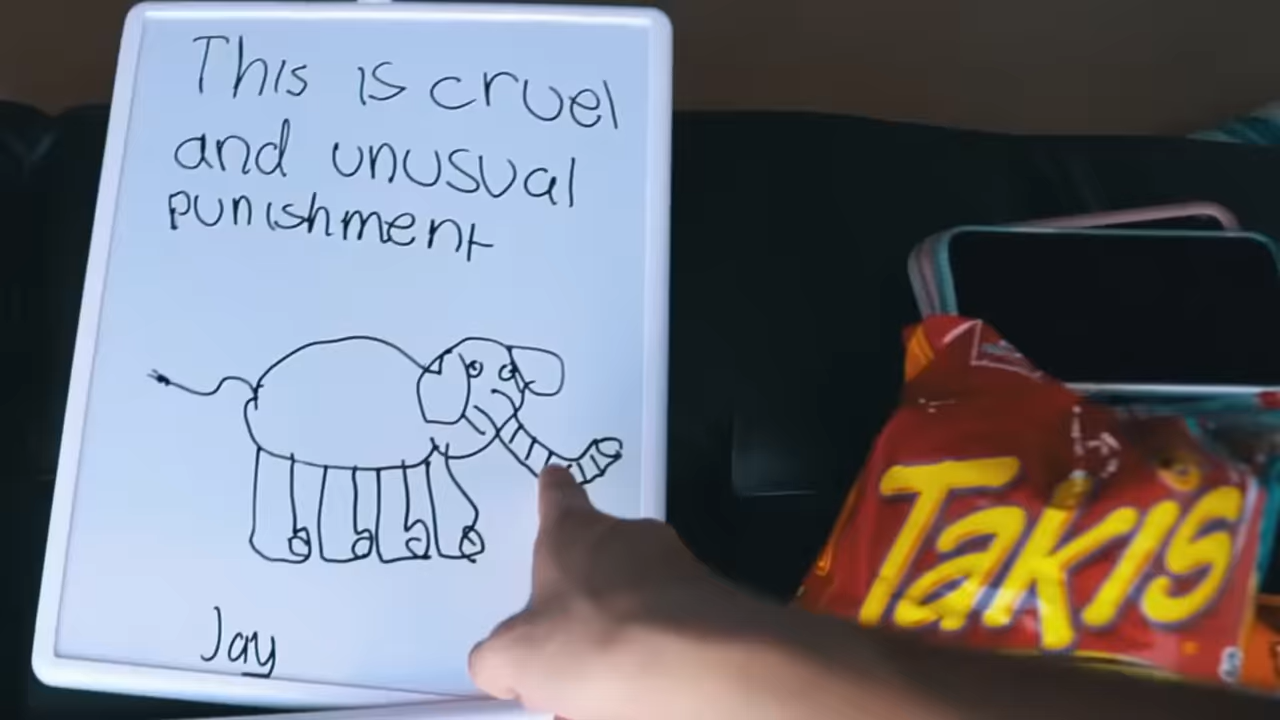 This is cruel
and unusual
punishment
Jay
Takis